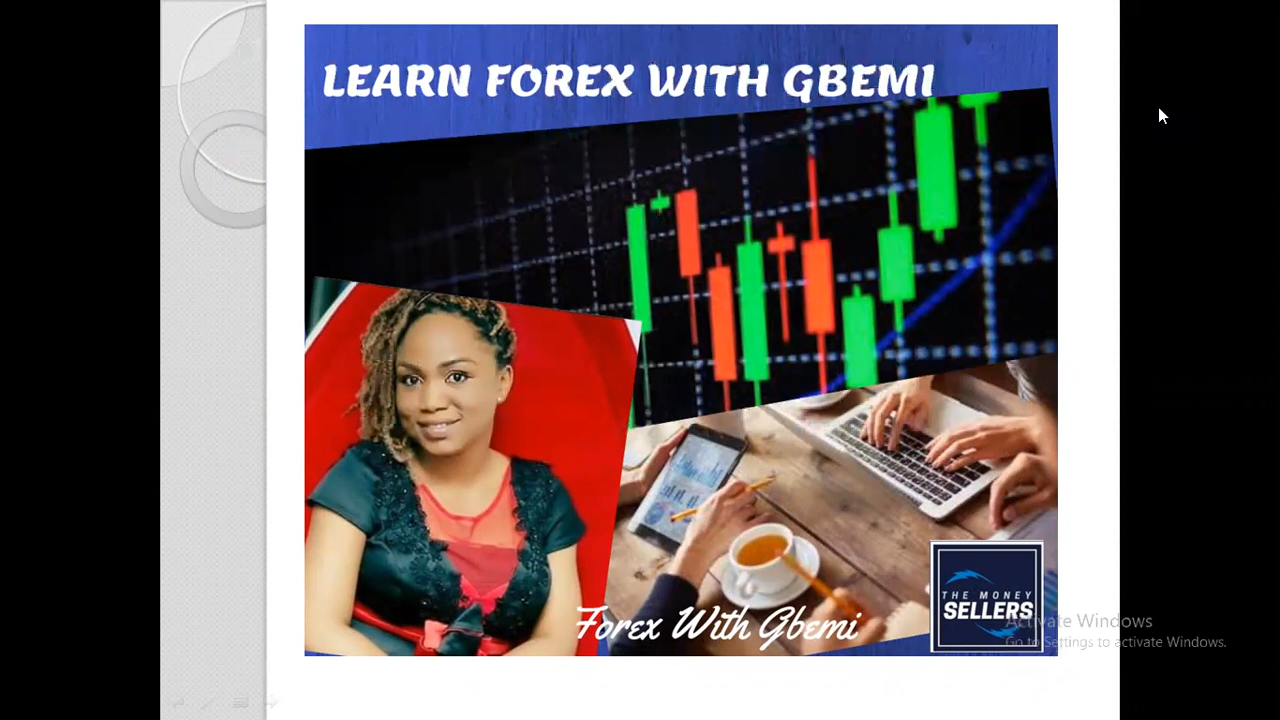 LEARN FOREX WITH GBEMI
Forex With Gbemi
THE MONEY
SELLERS
Activate Windows
Go to Settings to activate Windows.